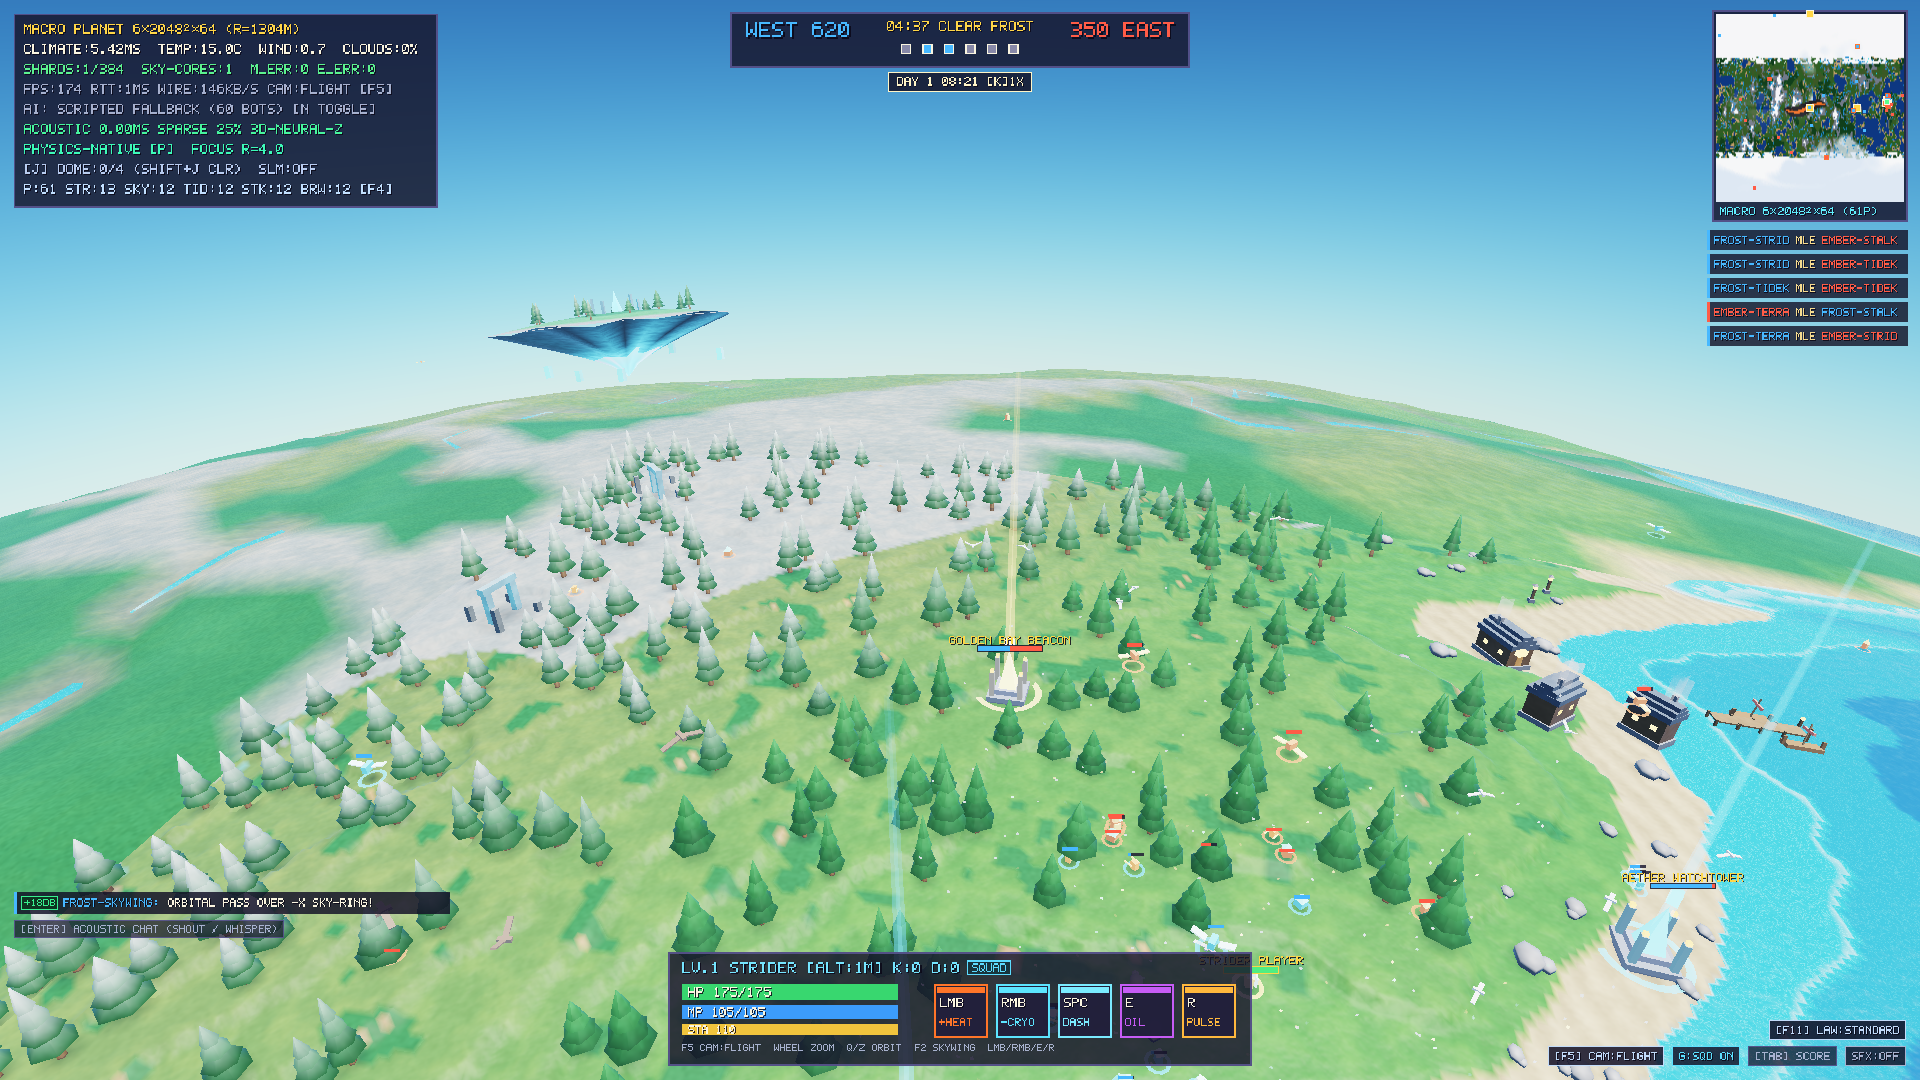 MACRO PLANET 6×2048²×64 (R=1304M)
CLIMATE:5.42MS TEMP:15.0C WIND:0.7 CLOUDS:0%
SHARDS:1/384 SKY-CORES:1 M_ERR:0 E_ERR:0
FPS:174 RTT:1MS WIRE:146KB/S CAM:FLIGHT [F5]
AI: SCRIPTED FALLBACK (60 BOTS) [N TOGGLE]
ACOUSTIC 0.00MS SPARSE 25% 3D-NEURAL-Z
PHYSICS-NATIVE [P] FOCUS R=4.0
[J] DOME:0/4 (SHIFT+J CLR) SLM:OFF
P:61 STR:13 SKY:12 TID:12 STK:12 BRW:12 [F4]
WEST 620
04:37 CLEAR FROST
350 EAST
DAY 1 08:21 [K]1X
MACRO 6×2048²×64 (61P)
FROST-STRID MLE EMBER-STALK
FROST-STRID MLE EMBER-TIDEK
FROST-TIDEK MLE EMBER-TIDEK
EMBER-TERRA MLE FROST-STALK
FROST-TERRA MLE EMBER-STRID
GOLDEN BAY BEACON
AETHER WATCHTOWER
+18DB FROST-SKYWING: ORBITAL PASS OVER -X SKY-RING!
[ENTER] ACOUSTIC CHAT (SHOUT / WHISPER)
STRIDER PLAYER
LV.1 STRIDER [ALT:1M] K:0 D:0 SQUAD
HP 175/175
MP 105/105
STA 110
LMB +HEAT
RMB -CRYO
SPC DASH
E OIL
R PULSE
F5 CAM:FLIGHT WHEEL ZOOM Q/Z ORBIT F2 SKYWING LMB/RMB/E/R
[F11] LAW:STANDARD
[F5] CAM:FLIGHT
G:SQD ON
[TAB] SCORE
SFX:OFF